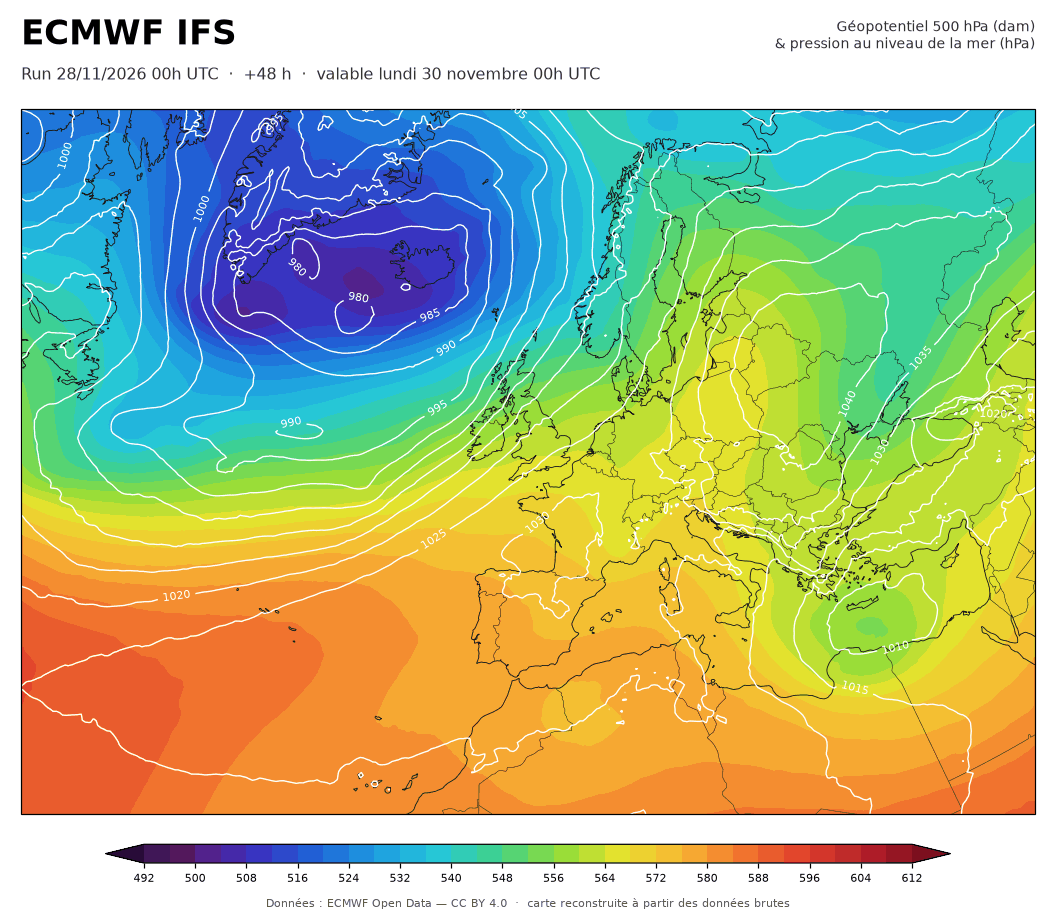 ECMWF IFS
Géopotentiel 500 hPa (dam)
& pression au niveau de la mer (hPa)
Run 28/11/2026 00h UTC · +48 h · valable lundi 30 novembre 00h UTC
995
1000
1000
980
980
985
990
995
990
1035
1040
1020
1030
1025
1020
1010
1015
492 500 508 516 524 532 540 548 556 564 572 580 588 596 604 612
Données : ECMWF Open Data — CC BY 4.0 · carte reconstruite à partir des données brutes